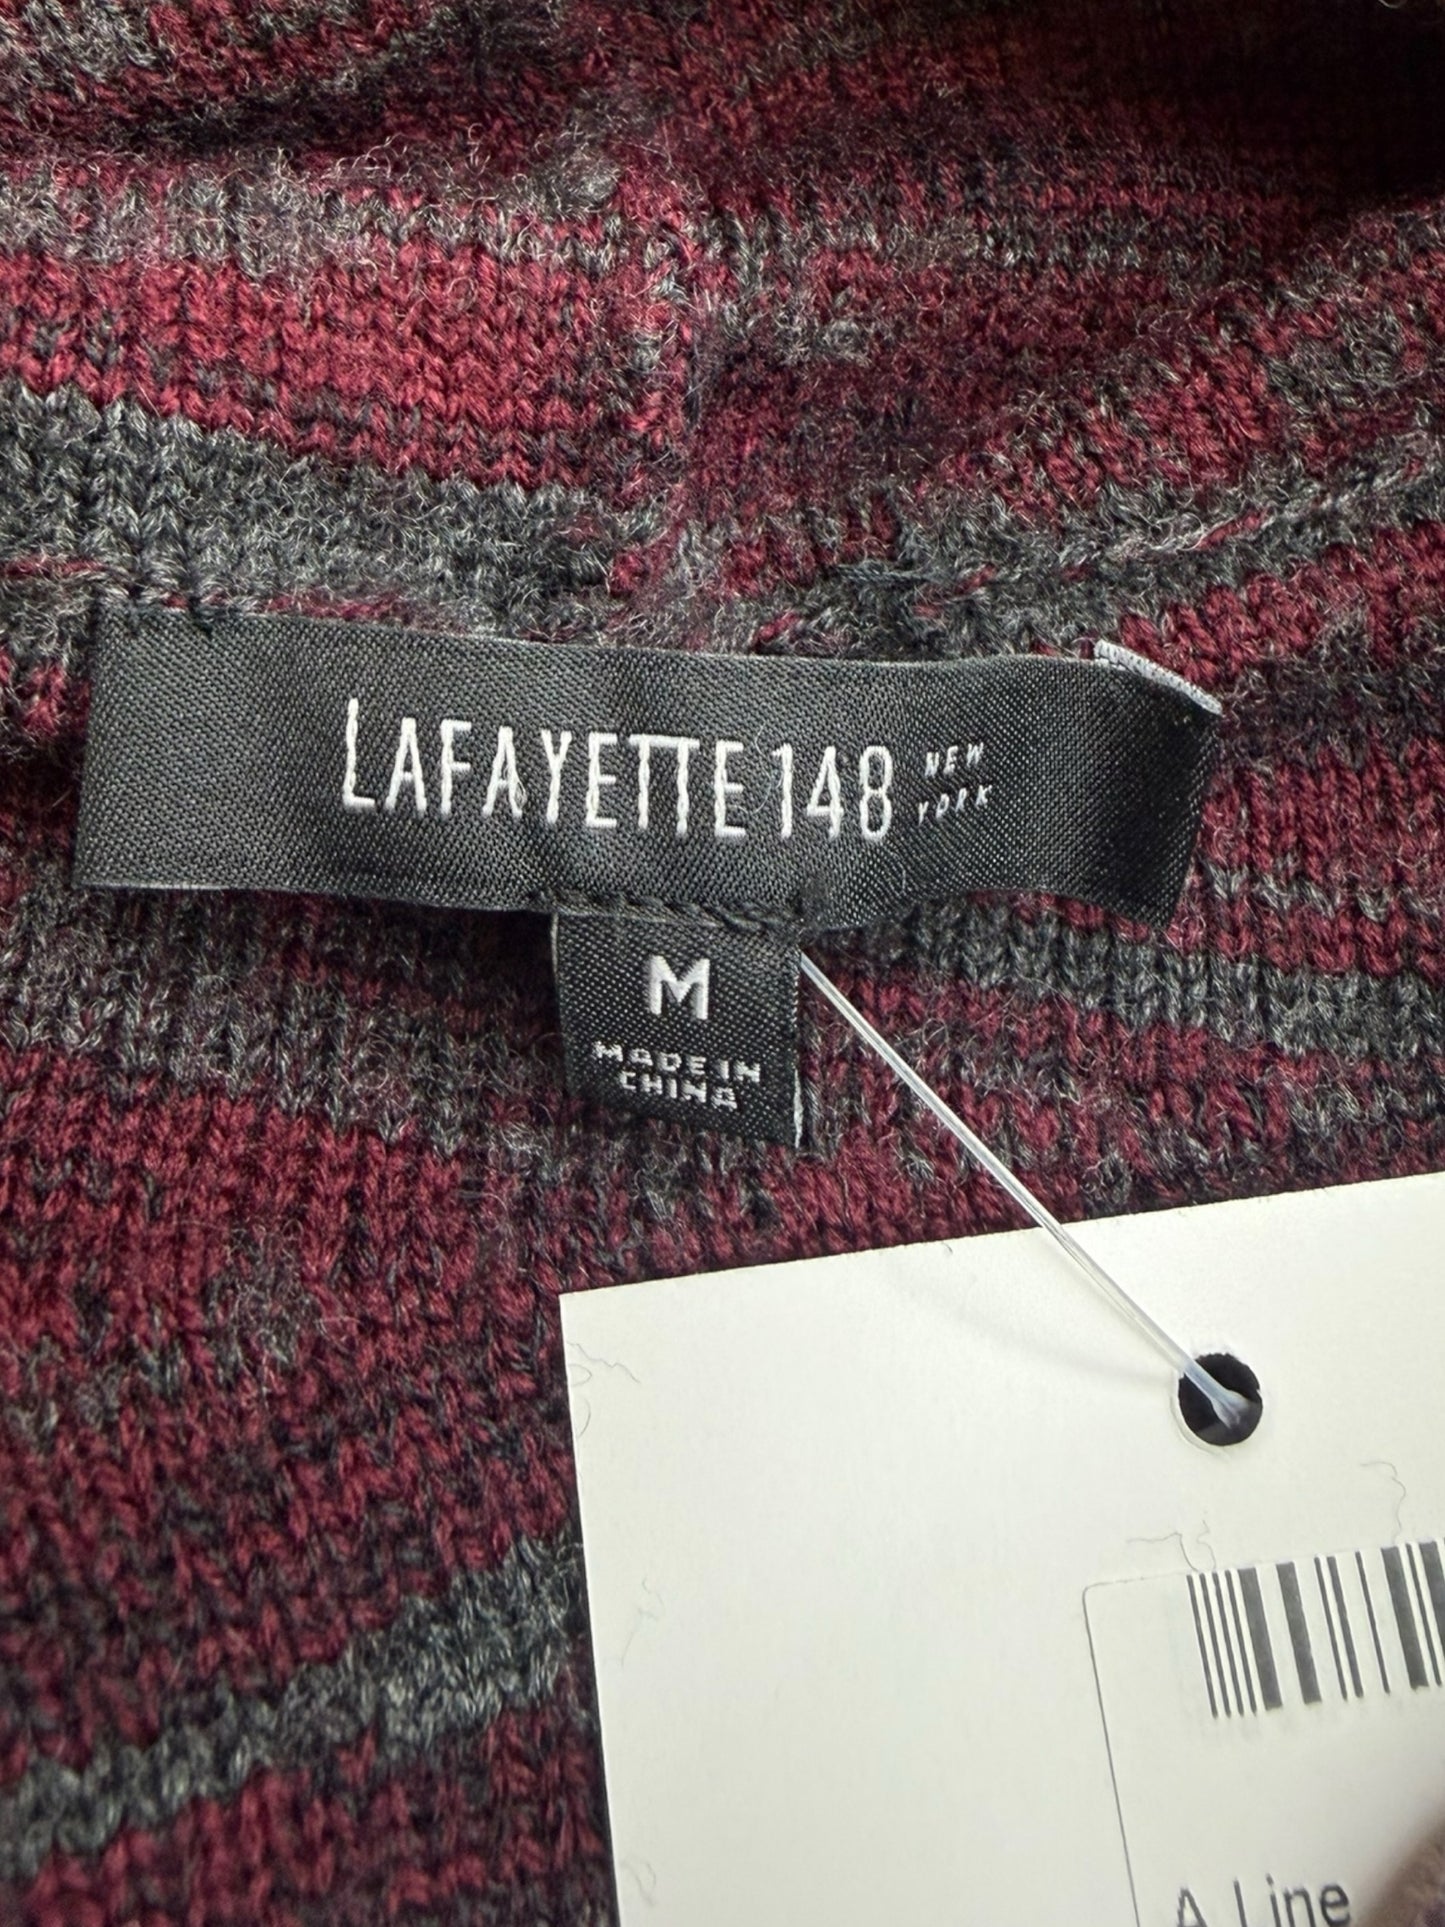 LAFAYETTE 148 NEW YORK
M
MADE IN
CHINA
A Line